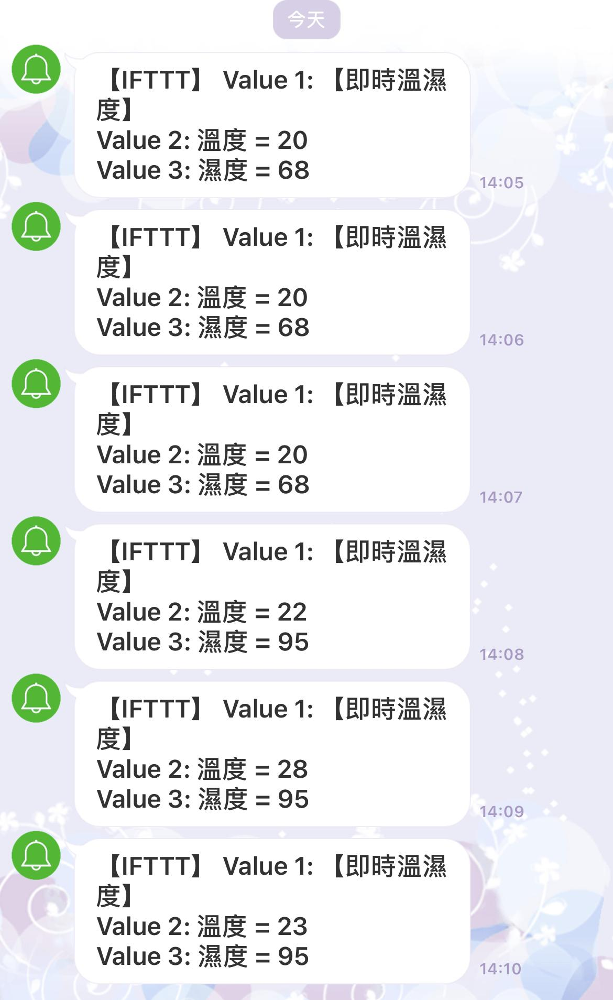 今天
【IFTTT】 Value 1: 【即時溫濕
度】
Value 2: 溫度 = 20
Value 3: 濕度 = 68
14:05
【IFTTT】 Value 1: 【即時溫濕
度】
Value 2: 溫度 = 20
Value 3: 濕度 = 68
14:06
【IFTTT】 Value 1: 【即時溫濕
度】
Value 2: 溫度 = 20
Value 3: 濕度 = 68
14:07
【IFTTT】 Value 1: 【即時溫濕
度】
Value 2: 溫度 = 22
Value 3: 濕度 = 95
14:08
【IFTTT】 Value 1: 【即時溫濕
度】
Value 2: 溫度 = 28
Value 3: 濕度 = 95
14:09
【IFTTT】 Value 1: 【即時溫濕
度】
Value 2: 溫度 = 23
Value 3: 濕度 = 95
14:10